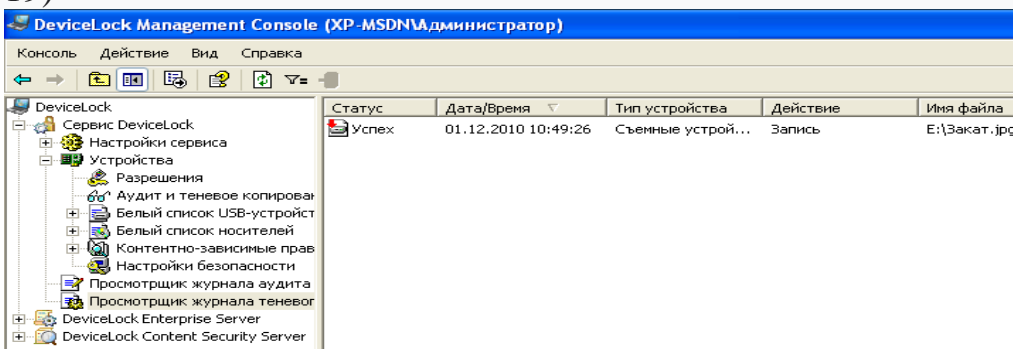 DeviceLock Management Console (XP-MSDN\Администратор)
Консоль Действие Вид Справка
DeviceLock
Сервис DeviceLock
Настройки сервиса
Устройства
Разрешения
Аудит и теневое копирован
Белый список USB-устройст
Белый список носителей
Контентно-зависимые прав
Настройки безопасности
Просмотрщик журнала аудита
Просмотрщик журнала теневог
DeviceLock Enterprise Server
DeviceLock Content Security Server
Статус Дата/Время Тип устройства Действие Имя файла
Успех 01.12.2010 10:49:26 Съемные устрой... Запись E:\Закат.jpg